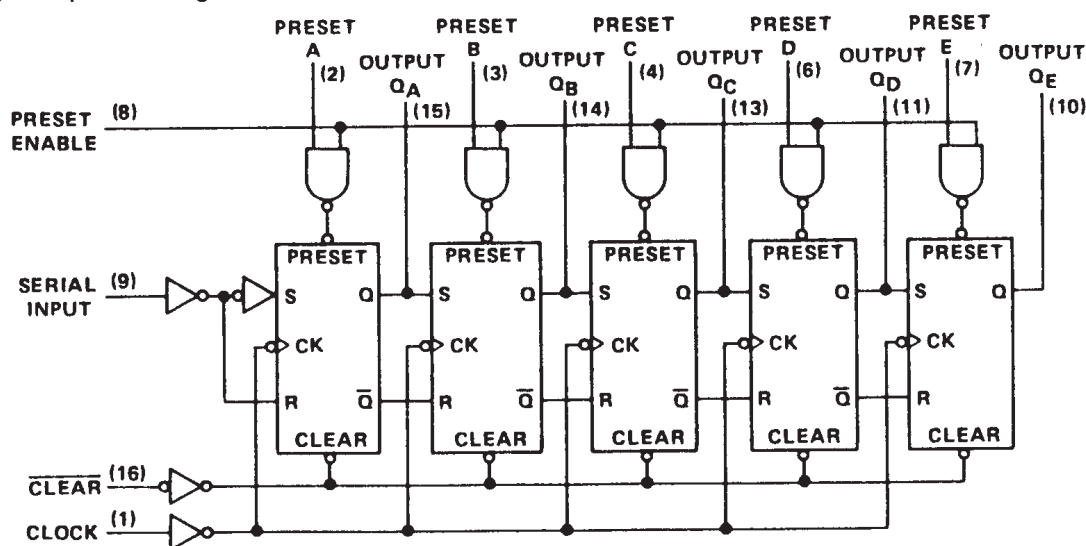 PRESET A (2)
OUTPUT QA (15)
PRESET B (3)
OUTPUT QB (14)
PRESET C (4)
OUTPUT QC (13)
PRESET D (6)
OUTPUT QD (11)
PRESET E (7)
OUTPUT QE (10)
PRESET ENABLE (8)
PRESET
PRESET
PRESET
PRESET
PRESET
SERIAL INPUT (9)
S Q
S Q
S Q
S Q
S Q
CK
CK
CK
CK
CK
R Q̅
R Q̅
R Q̅
R Q̅
R
CLEAR
CLEAR
CLEAR
CLEAR
CLEAR
C̅L̅E̅A̅R̅ (16)
CLOCK (1)